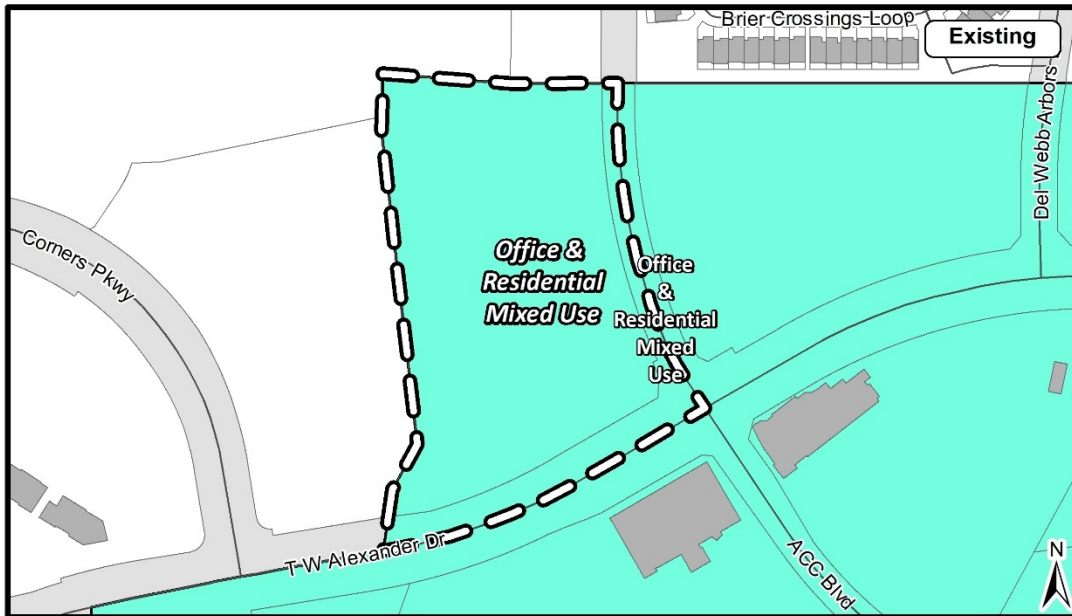 Brier Crossings Loop
Existing
Del Webb Arbors
Corners Pkwy
Office &
Residential
Mixed Use
Office
&
Residential
Mixed
Use
T W Alexander Dr
ACC Blvd
N